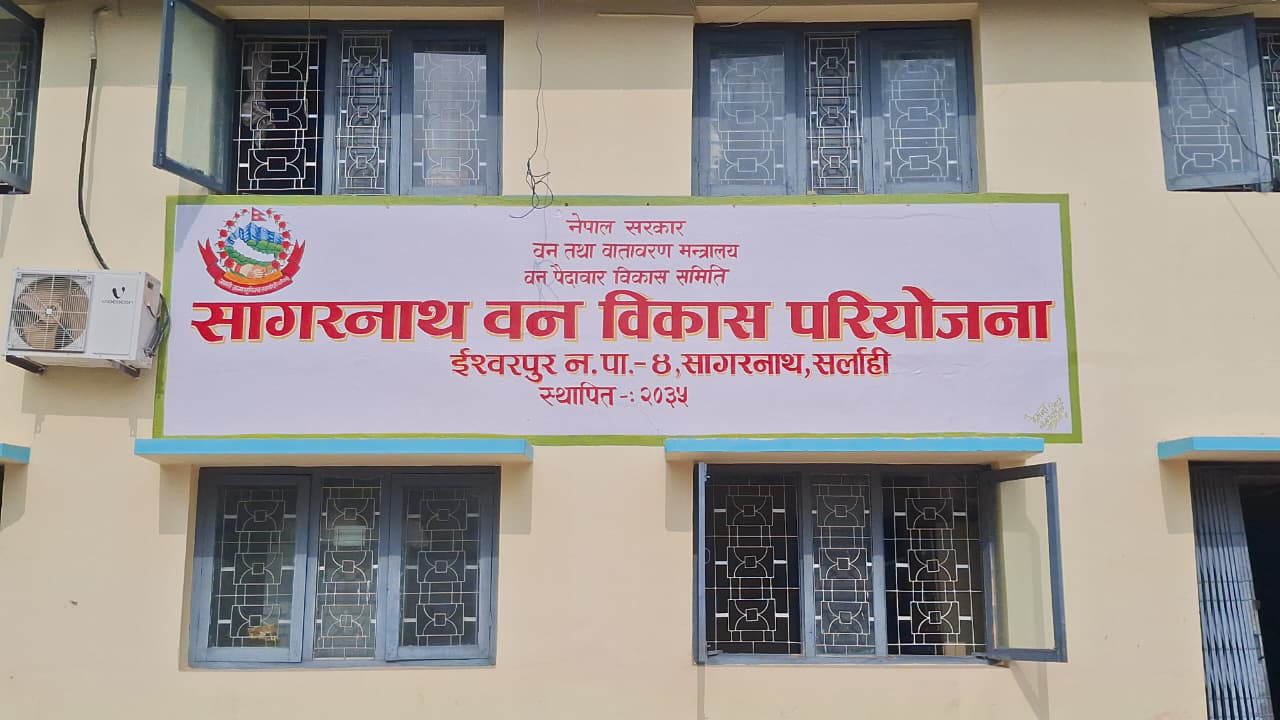 नेपाल सरकार
वन तथा वातावरण मन्त्रालय
वन पैदावार विकास समिति
सागरनाथ वन विकास परियोजना
ईश्वरपुर न.पा.-४,सागरनाथ,सर्लाही
स्थापित -: २०३५